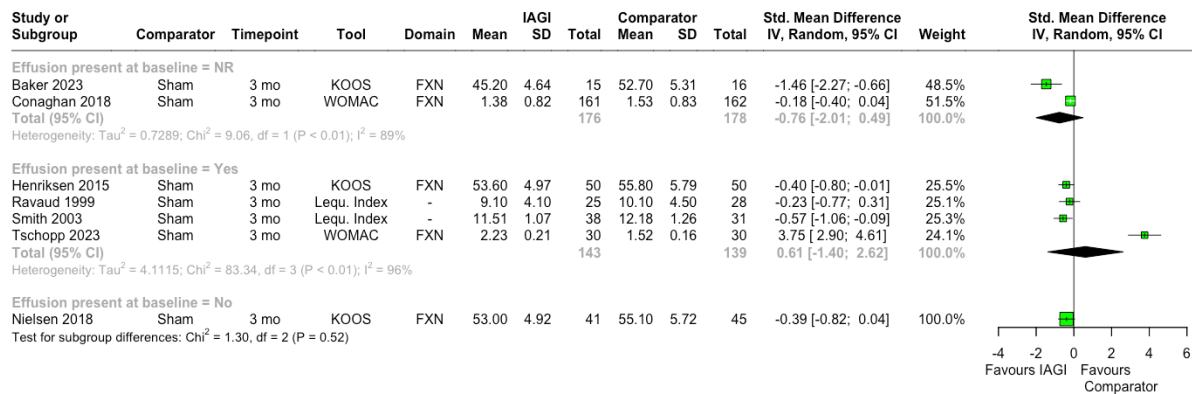 Study or IAGI Comparator Std. Mean Difference Std. Mean Difference
Subgroup Comparator Timepoint Tool Domain Mean SD Total Mean SD Total IV, Random, 95% CI Weight IV, Random, 95% CI
Effusion present at baseline = NR
Baker 2023 Sham 3 mo KOOS FXN 45.20 4.64 15 52.70 5.31 16 -1.46 [-2.27; -0.66] 48.5%
Conaghan 2018 Sham 3 mo WOMAC FXN 1.38 0.82 161 1.53 0.83 162 -0.18 [-0.40; 0.04] 51.5%
Total (95% CI) 176 178 -0.76 [-2.01; 0.49] 100.0%
Heterogeneity: Tau² = 0.7289; Chi² = 9.06, df = 1 (P < 0.01); I² = 89%
Effusion present at baseline = Yes
Henriksen 2015 Sham 3 mo KOOS FXN 53.60 4.97 50 55.80 5.79 50 -0.40 [-0.80; -0.01] 25.5%
Ravaud 1999 Sham 3 mo Lequ. Index - 9.10 4.10 25 10.10 4.50 28 -0.23 [-0.77; 0.31] 25.1%
Smith 2003 Sham 3 mo Lequ. Index - 11.51 1.07 38 12.18 1.26 31 -0.57 [-1.06; -0.09] 25.3%
Tschopp 2023 Sham 3 mo WOMAC FXN 2.23 0.21 30 1.52 0.16 30 3.75 [ 2.90; 4.61] 24.1%
Total (95% CI) 143 139 0.61 [-1.40; 2.62] 100.0%
Heterogeneity: Tau² = 4.1115; Chi² = 83.34, df = 3 (P < 0.01); I² = 96%
Effusion present at baseline = No
Nielsen 2018 Sham 3 mo KOOS FXN 53.00 4.92 41 55.10 5.72 45 -0.39 [-0.82; 0.04] 100.0%
Test for subgroup differences: Chi² = 1.30, df = 2 (P = 0.52)
-4 -2 0 2 4 6
Favours IAGI Favours
Comparator